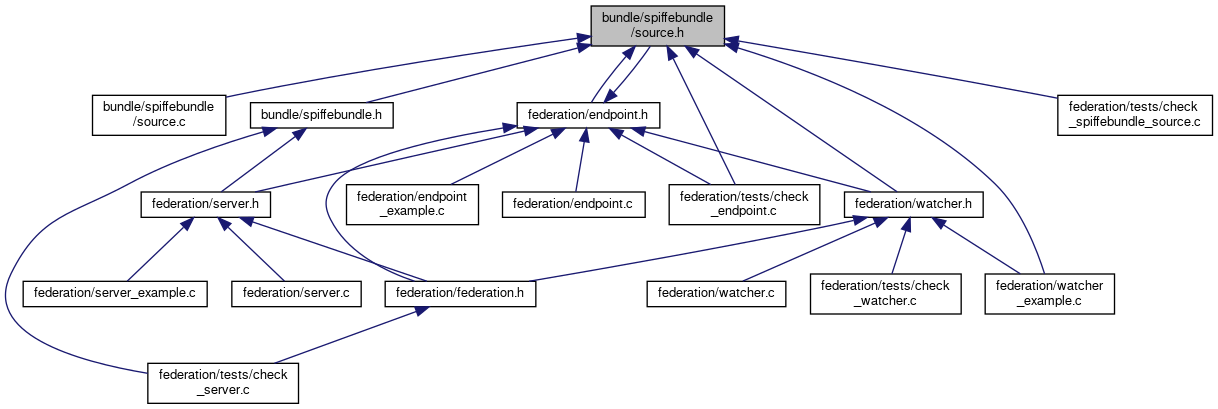 bundle/spiffebundle
/source.h
bundle/spiffebundle
/source.c
bundle/spiffebundle.h
federation/endpoint.h
federation/tests/check
_spiffebundle_source.c
federation/server.h
federation/endpoint
_example.c
federation/endpoint.c
federation/tests/check
_endpoint.c
federation/watcher.h
federation/server_example.c
federation/server.c
federation/federation.h
federation/watcher.c
federation/tests/check
_watcher.c
federation/watcher
_example.c
federation/tests/check
_server.c